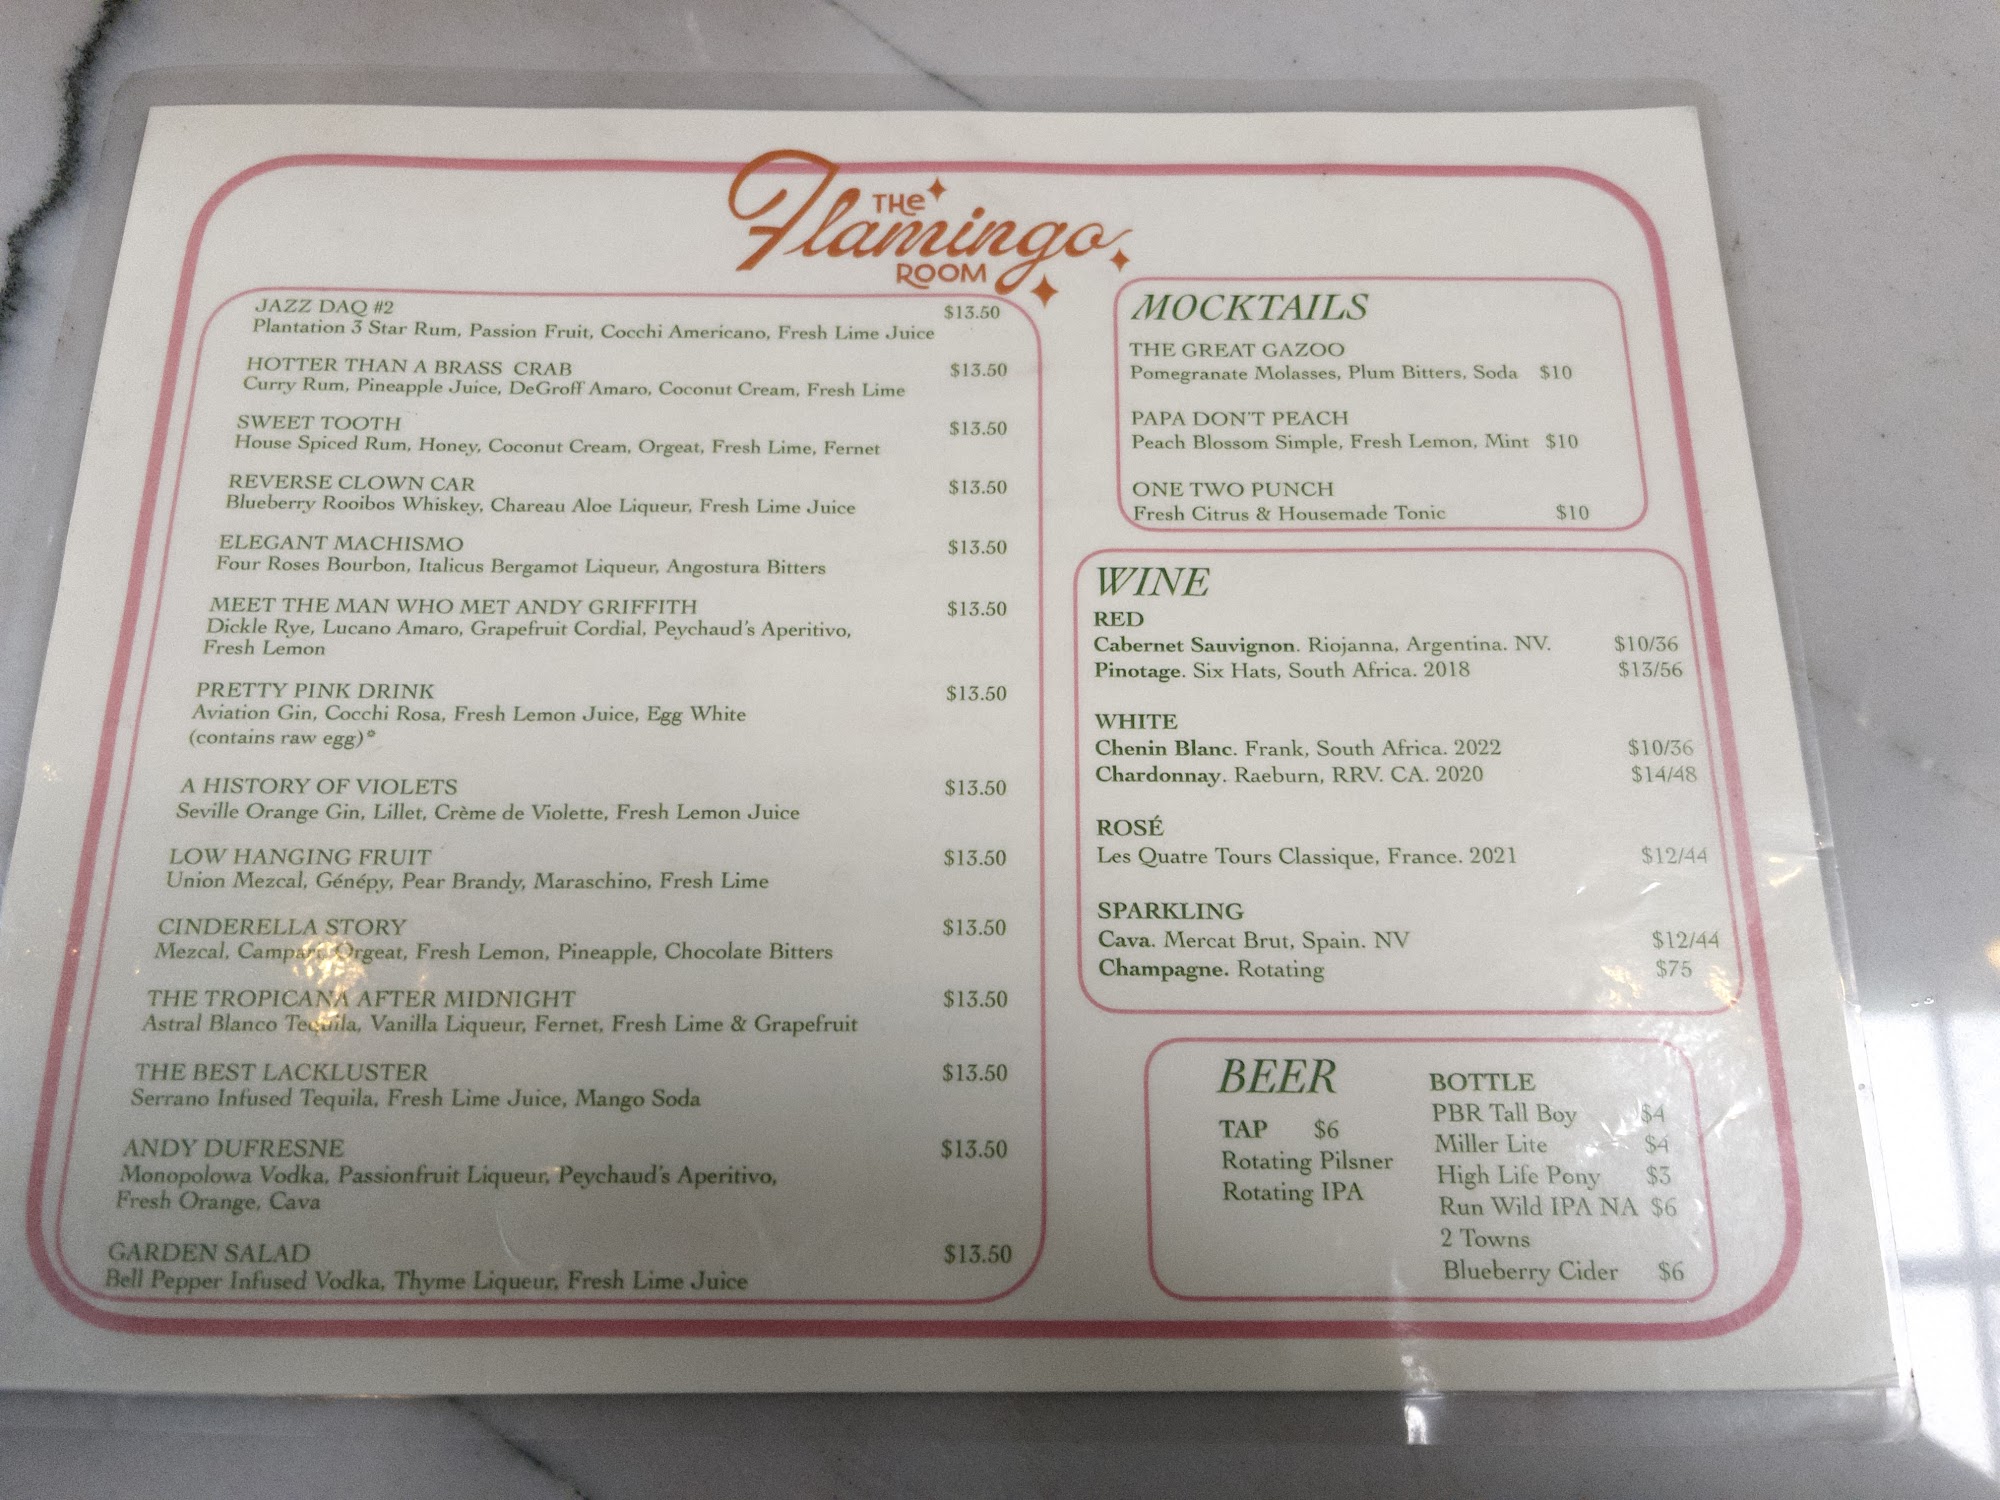 THe
Flamingo
ROOM
JAZZ DAQ #2 $13.50
Plantation 3 Star Rum, Passion Fruit, Cocchi Americano, Fresh Lime Juice
HOTTER THAN A BRASS CRAB $13.50
Curry Rum, Pineapple Juice, DeGroff Amaro, Coconut Cream, Fresh Lime
SWEET TOOTH $13.50
House Spiced Rum, Honey, Coconut Cream, Orgeat, Fresh Lime, Fernet
REVERSE CLOWN CAR $13.50
Blueberry Rooibos Whiskey, Chareau Aloe Liqueur, Fresh Lime Juice
ELEGANT MACHISMO $13.50
Four Roses Bourbon, Italicus Bergamot Liqueur, Angostura Bitters
MEET THE MAN WHO MET ANDY GRIFFITH $13.50
Dickle Rye, Lucano Amaro, Grapefruit Cordial, Peychaud's Aperitivo,
Fresh Lemon
PRETTY PINK DRINK $13.50
Aviation Gin, Cocchi Rosa, Fresh Lemon Juice, Egg White
(contains raw egg)*
A HISTORY OF VIOLETS $13.50
Seville Orange Gin, Lillet, Crème de Violette, Fresh Lemon Juice
LOW HANGING FRUIT $13.50
Union Mezcal, Génépy, Pear Brandy, Maraschino, Fresh Lime
CINDERELLA STORY $13.50
Mezcal, Campari, Orgeat, Fresh Lemon, Pineapple, Chocolate Bitters
THE TROPICANA AFTER MIDNIGHT $13.50
Astral Blanco Tequila, Vanilla Liqueur, Fernet, Fresh Lime & Grapefruit
THE BEST LACKLUSTER $13.50
Serrano Infused Tequila, Fresh Lime Juice, Mango Soda
ANDY DUFRESNE $13.50
Monopolowa Vodka, Passionfruit Liqueur, Peychaud's Aperitivo,
Fresh Orange, Cava
GARDEN SALAD $13.50
Bell Pepper Infused Vodka, Thyme Liqueur, Fresh Lime Juice
MOCKTAILS
THE GREAT GAZOO
Pomegranate Molasses, Plum Bitters, Soda $10
PAPA DON'T PEACH
Peach Blossom Simple, Fresh Lemon, Mint $10
ONE TWO PUNCH
Fresh Citrus & Housemade Tonic $10
WINE
RED
Cabernet Sauvignon. Riojanna, Argentina. NV. $10/36
Pinotage. Six Hats, South Africa. 2018 $13/56
WHITE
Chenin Blanc. Frank, South Africa. 2022 $10/36
Chardonnay. Raeburn, RRV. CA. 2020 $14/48
ROSÉ
Les Quatre Tours Classique, France. 2021 $12/44
SPARKLING
Cava. Mercat Brut, Spain. NV $12/44
Champagne. Rotating $75
BEER
TAP $6
Rotating Pilsner
Rotating IPA
BOTTLE
PBR Tall Boy $4
Miller Lite $4
High Life Pony $3
Run Wild IPA NA $6
2 Towns
Blueberry Cider $6